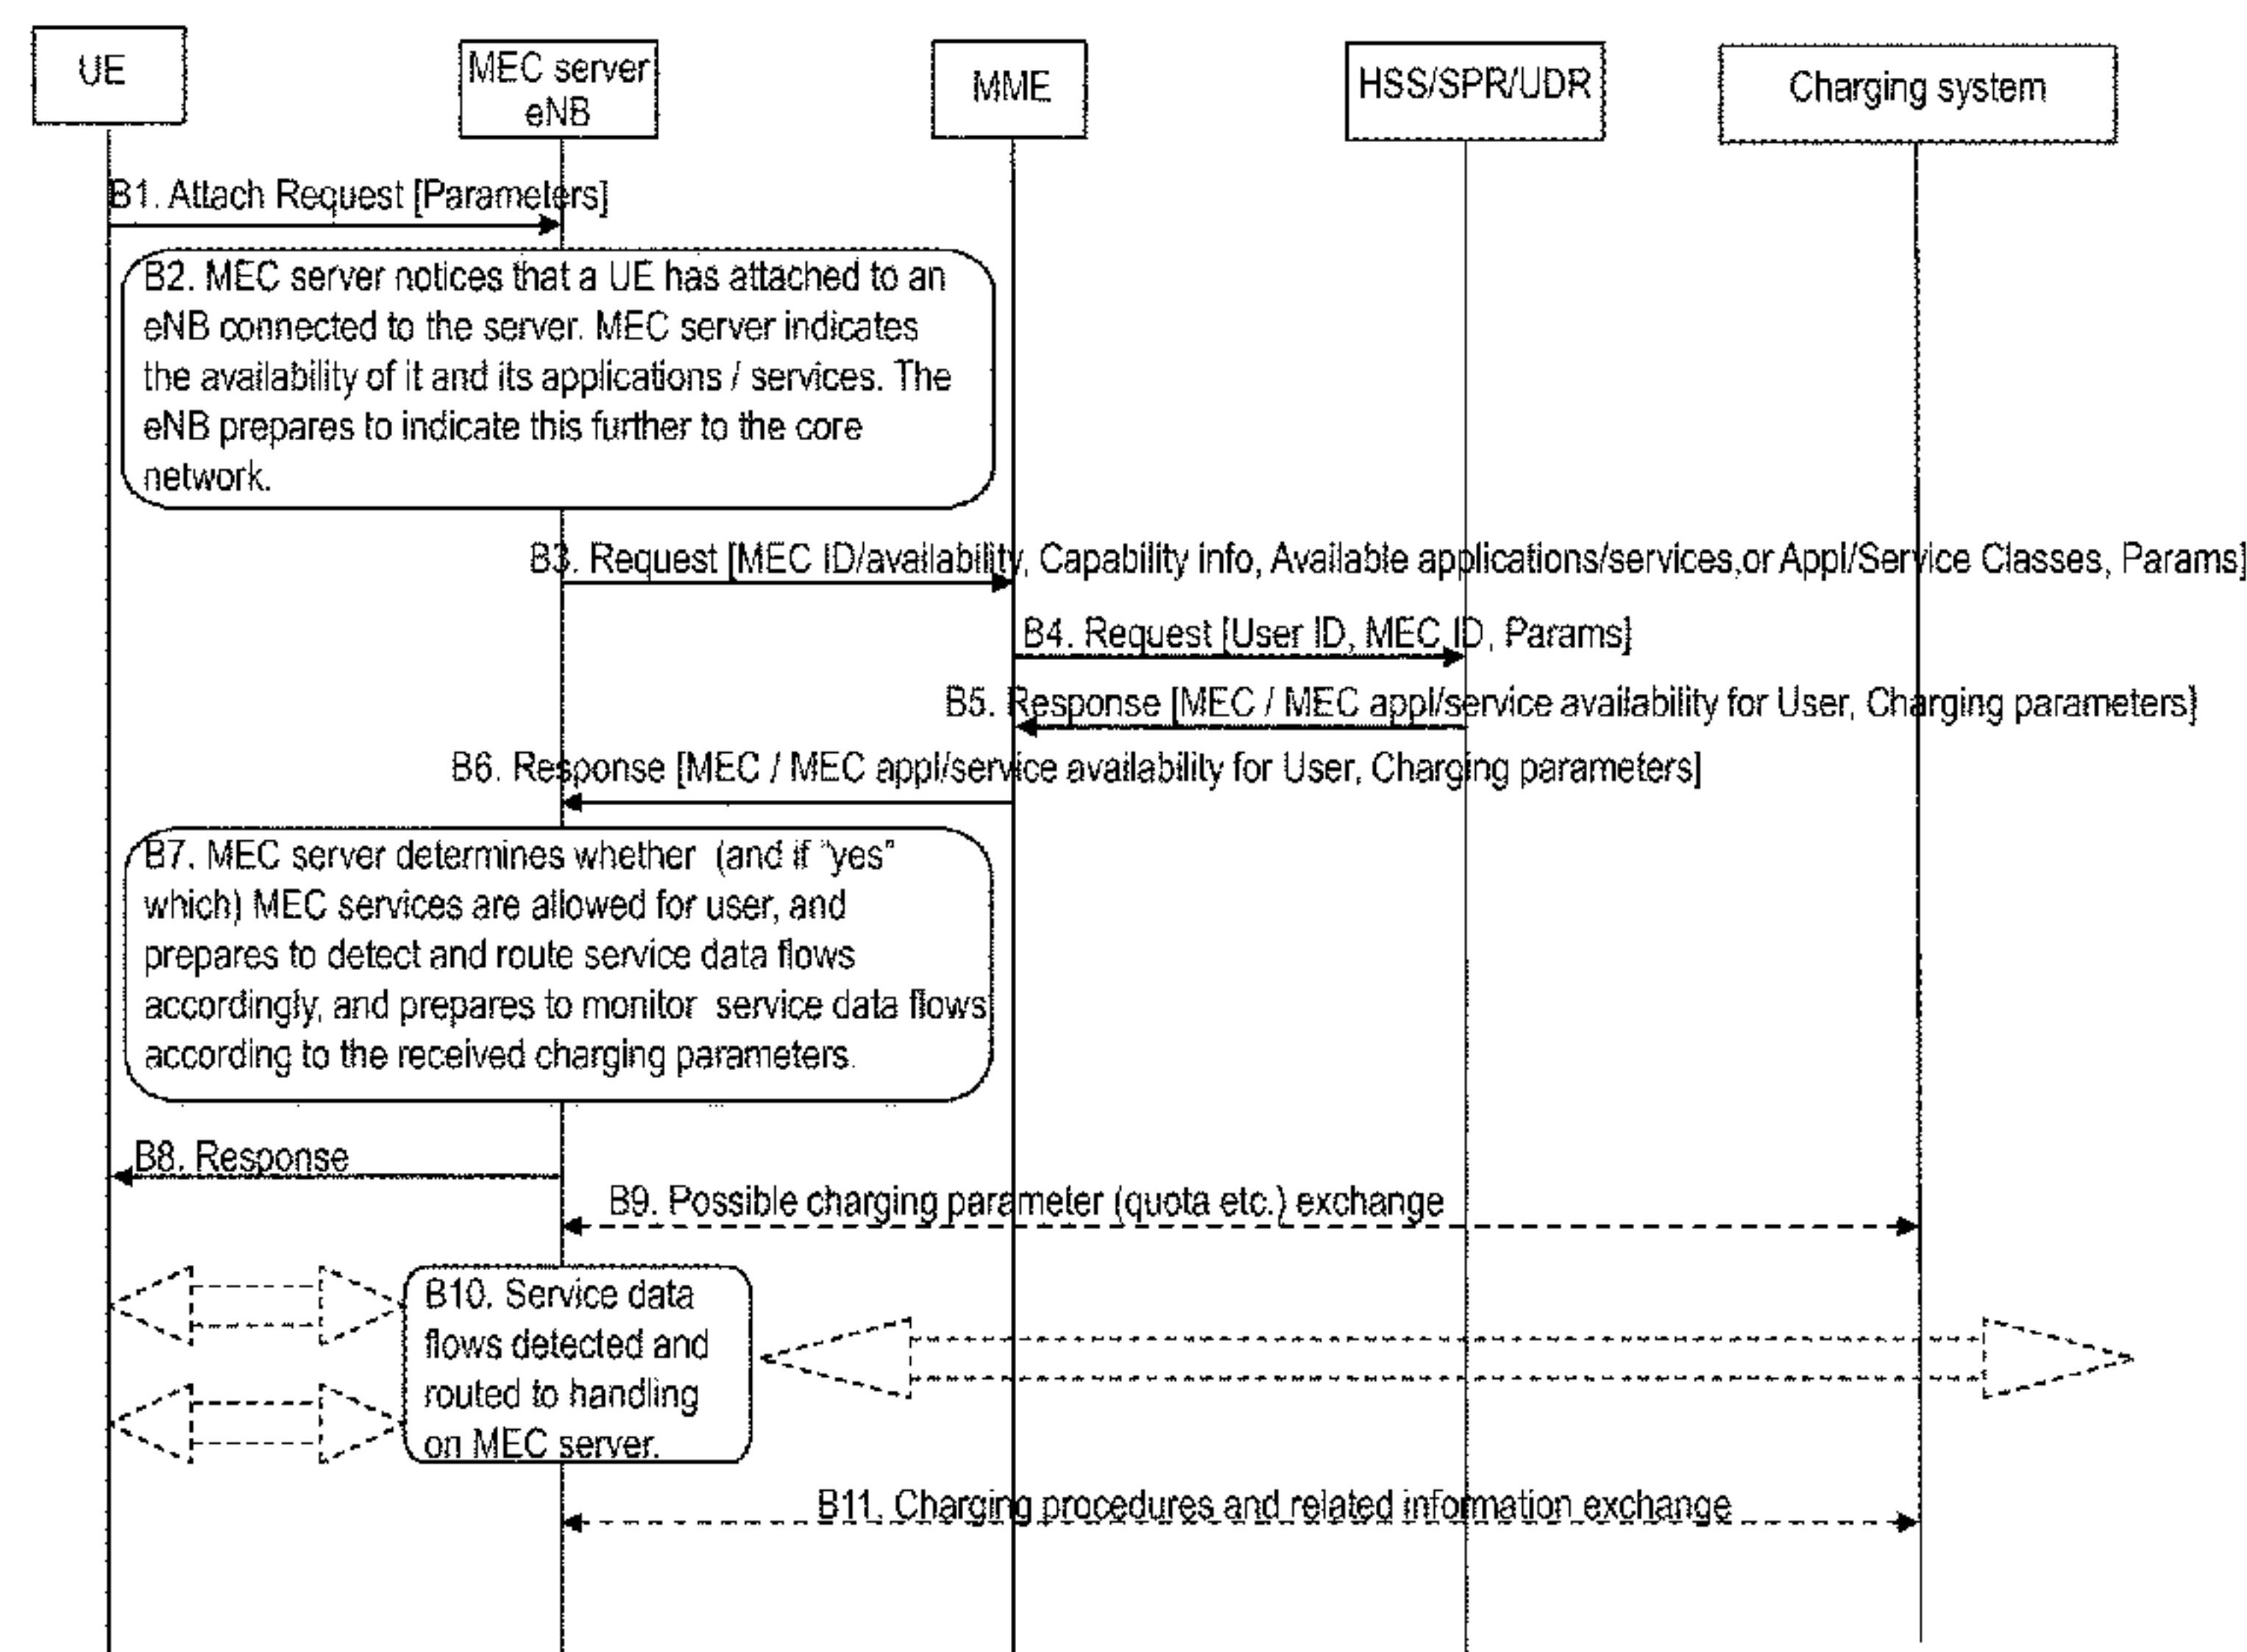 UE
MEC server
eNB
MME
HSS/SPR/UDR
Charging system
B1. Attach Request [Parameters]
B2. MEC server notices that a UE has attached to an
eNB connected to the server. MEC server indicates
the availability of it and its applications / services. The
eNB prepares to indicate this further to the core
network.
B3. Request [MEC ID/availability, Capability info, Available applications/services,or Appl/Service Classes, Params]
B4. Request [User ID, MEC ID, Params]
B5. Response [MEC / MEC appl/service availability for User, Charging parameters]
B6. Response [MEC / MEC appl/service availability for User, Charging parameters]
B7. MEC server determines whether (and if "yes"
which) MEC services are allowed for user, and
prepares to detect and route service data flows
accordingly, and prepares to monitor service data flows
according to the received charging parameters.
B8. Response
B9. Possible charging parameter (quota etc.) exchange
B10. Service data
flows detected and
routed to handling
on MEC server.
B11. Charging procedures and related information exchange